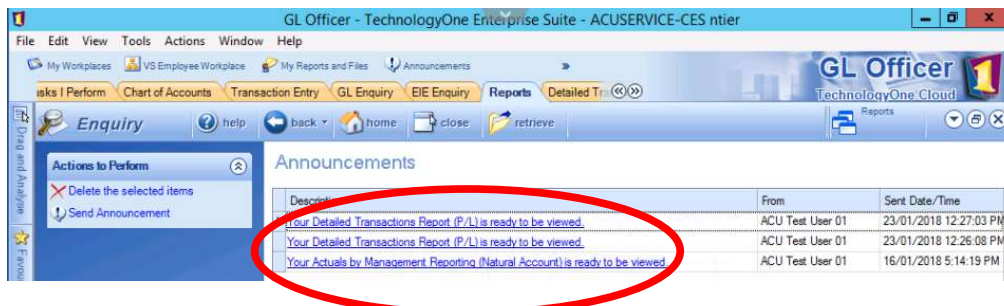 GL Officer - TechnologyOne Enterprise Suite - ACUSERVICE-CES ntier
File Edit View Tools Actions Window Help
My Workplaces VS Employee Workplace My Reports and Files Announcements
GL Officer
TechnologyOne Cloud
asks I Perform Chart of Accounts Transaction Entry GL Enquiry EIE Enquiry Reports Detailed Tr
Enquiry help back home close retrieve Reports
Drag and Analyse
Actions to Perform
Delete the selected items
Send Announcement
Favou
Announcements
Description From Sent Date/Time
Your Detailed Transactions Report (P/L) is ready to be viewed. ACU Test User 01 23/01/2018 12:27:03 PM
Your Detailed Transactions Report (P/L) is ready to be viewed. ACU Test User 01 23/01/2018 12:26:08 PM
Your Actuals by Management Reporting (Natural Account) is ready to be viewed. ACU Test User 01 16/01/2018 5:14:19 PM